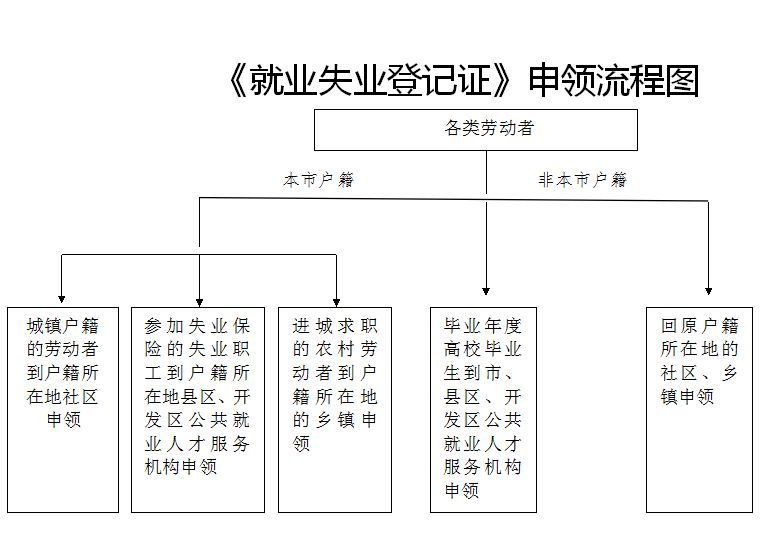 《就业失业登记证》申领流程图
各类劳动者
本市户籍
非本市户籍
城镇户籍
的劳动者
到户籍所
在地社区
申领
参加失业保
险的失业职
工到户籍所
在地县区、开
发区公共就
业人才服务
机构申领
进城求职
的农村劳
动者到户
籍所在地
的乡镇申
领
毕业年度
高校毕业
生到市、
县区、开
发区公共
就业人才
服务机构
申领
回原户籍
所在地的
社区、乡
镇申领